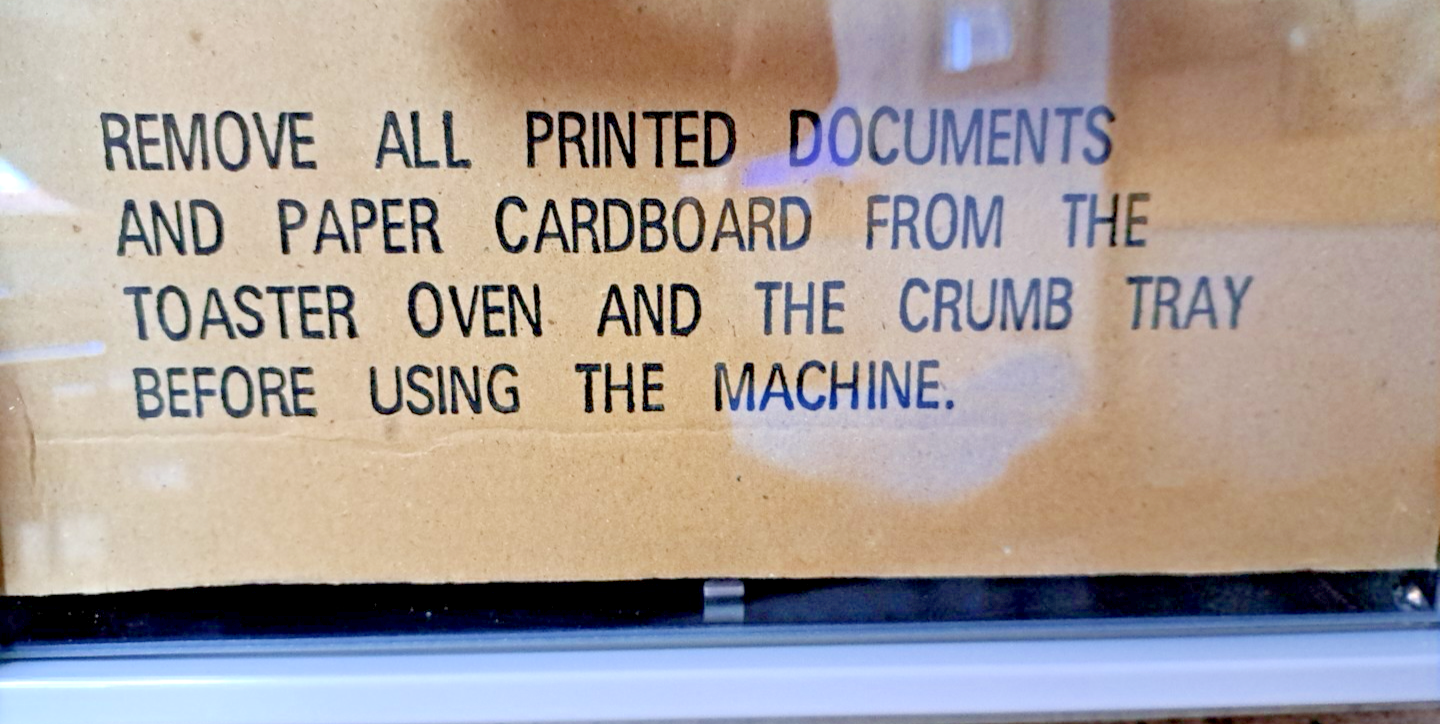 REMOVE ALL PRINTED DOCUMENTS
AND PAPER CARDBOARD FROM THE
TOASTER OVEN AND THE CRUMB TRAY
BEFORE USING THE MACHINE.